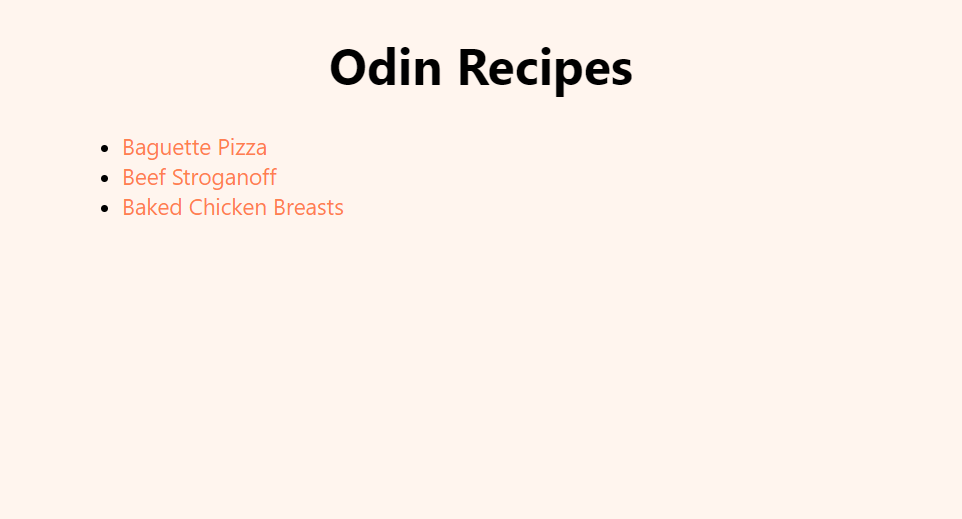 Odin Recipes
Baguette Pizza
Beef Stroganoff
Baked Chicken Breasts